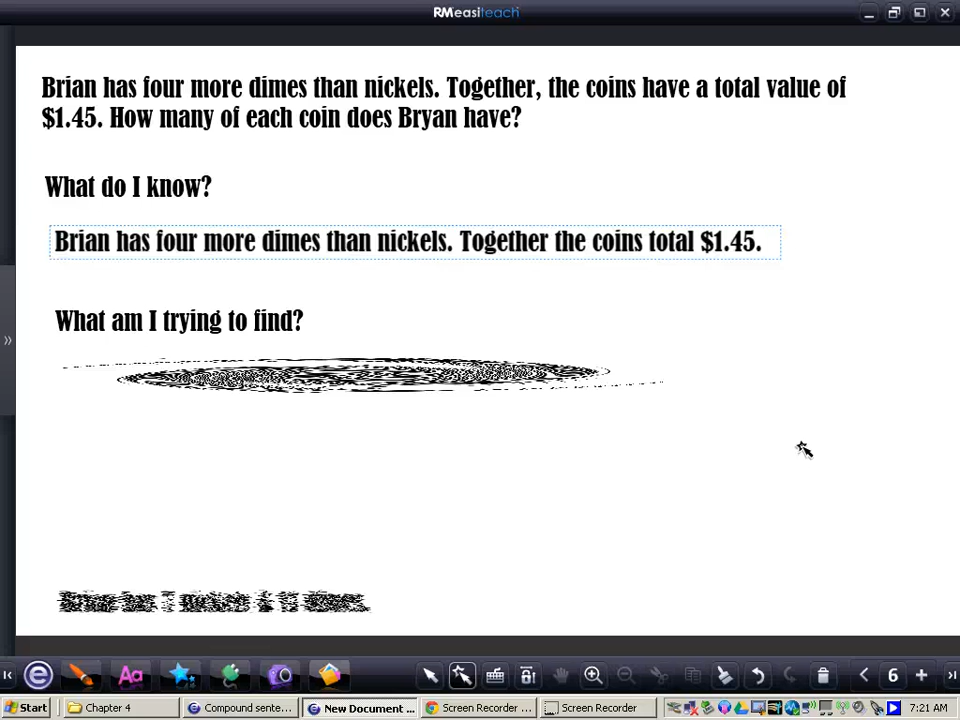 RMeasiteach
Brian has four more dimes than nickels. Together, the coins have a total value of
$1.45. How many of each coin does Bryan have?
What do I know?
Brian has four more dimes than nickels. Together the coins total $1.45.
What am I trying to find?
Aa
6
Start
Chapter 4
Compound sente...
New Document ...
Screen Recorder ...
Screen Recorder
7:21 AM